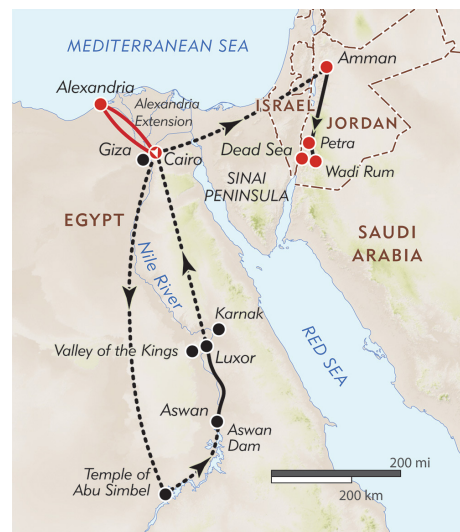 MEDITERRANEAN SEA
Amman
Alexandria
Alexandria
Extension
ISRAEL
JORDAN
Giza
Cairo
Dead Sea
Petra
Wadi Rum
SINAI
PENINSULA
EGYPT
SAUDI
ARABIA
Nile River
Karnak
Valley of the Kings
Luxor
RED SEA
Aswan
Aswan
Dam
Temple of
Abu Simbel
200 mi
200 km